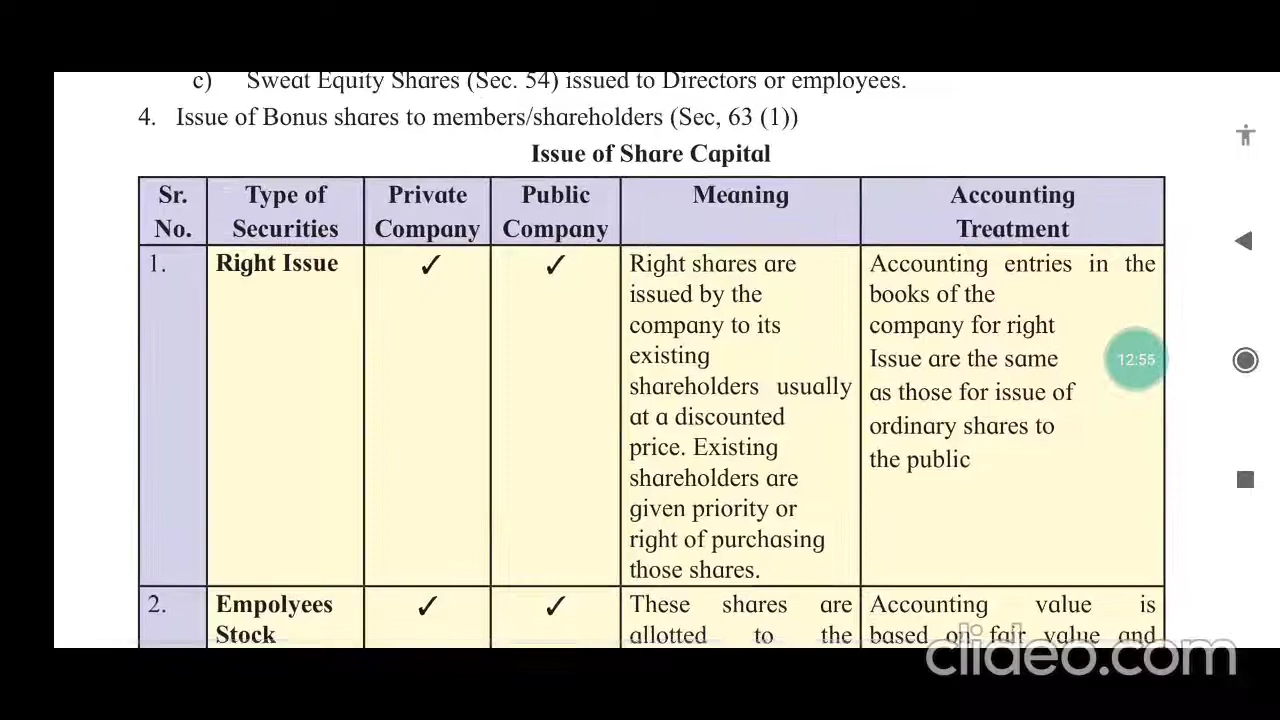 c) Sweat Equity Shares (Sec. 54) issued to Directors or employees.
4. Issue of Bonus shares to members/shareholders (Sec, 63 (1))
Issue of Share Capital
Sr. No.
Type of Securities
Private Company
Public Company
Meaning
Accounting Treatment
1.
Right Issue
✓
✓
Right shares are
issued by the
company to its
existing
shareholders usually
at a discounted
price. Existing
shareholders are
given priority or
right of purchasing
those shares.
Accounting entries in the
books of the
company for right
Issue are the same
as those for issue of
ordinary shares to
the public
12:55
2.
Empolyees
Stock
✓
✓
These shares are
allotted to the
Accounting value is
based on fair value and
clideo.com